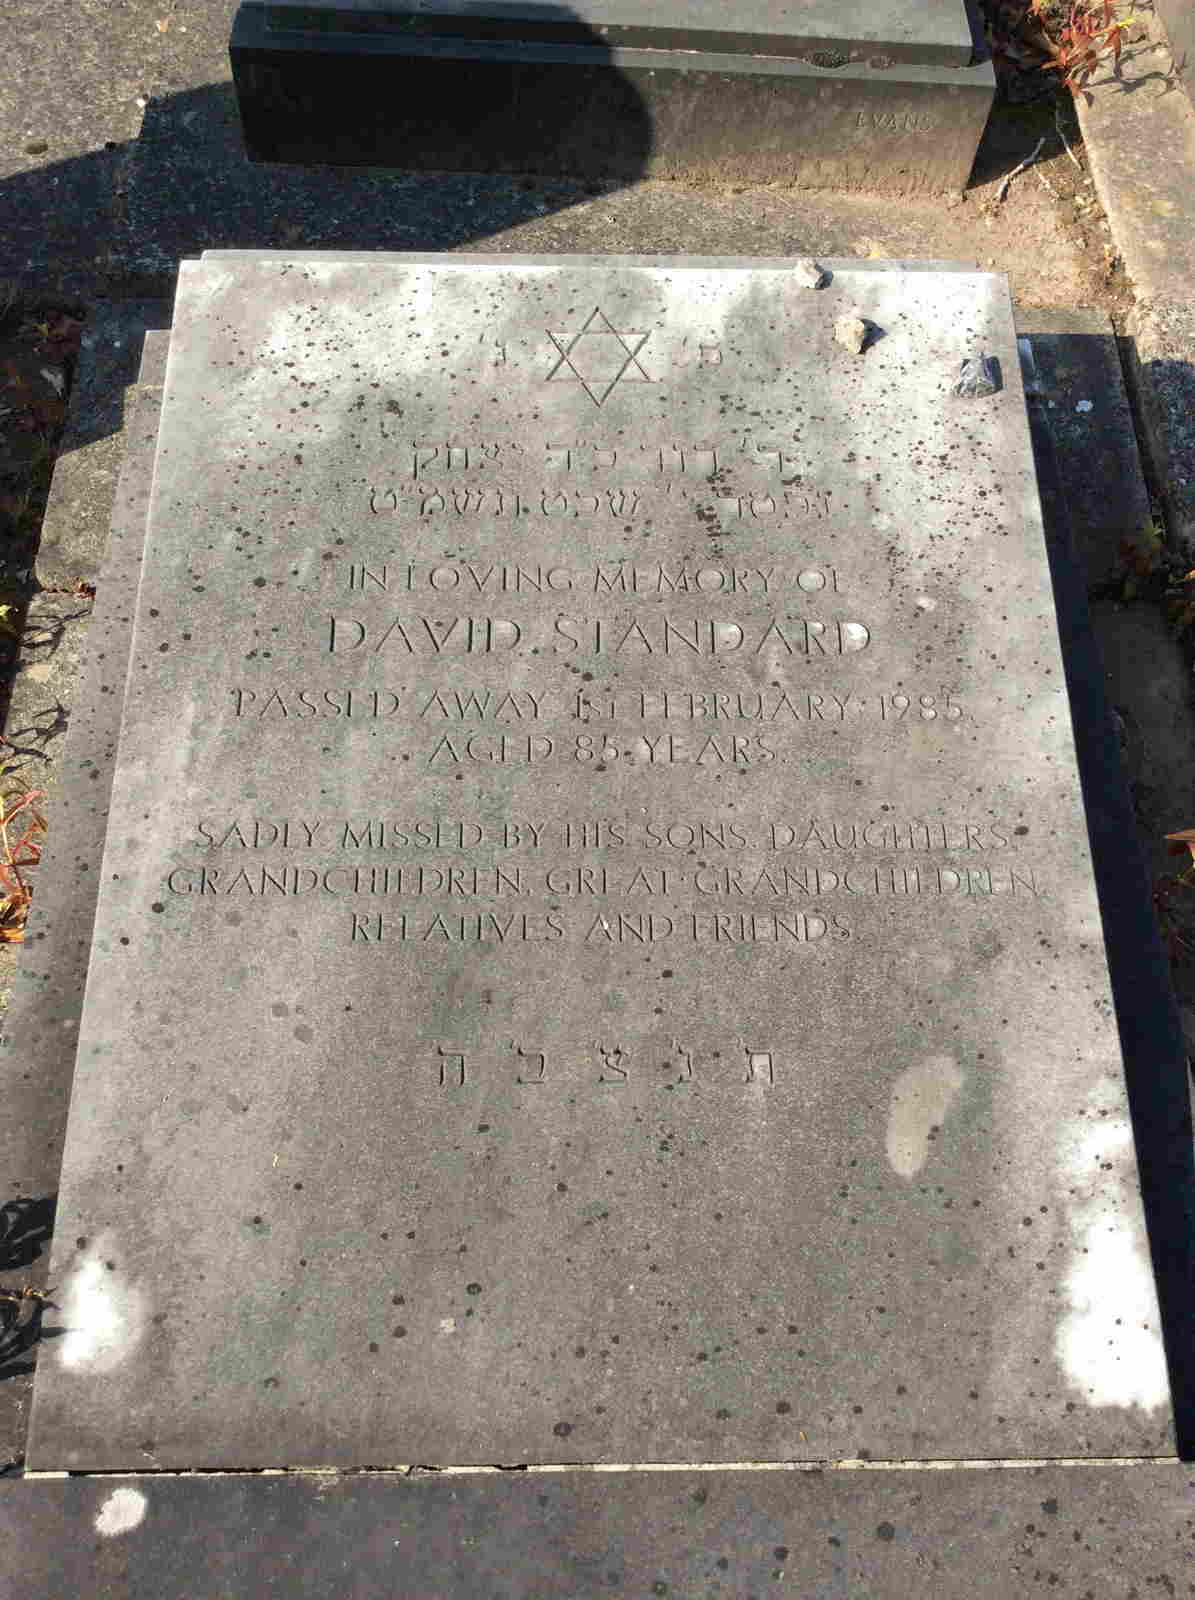 EVANS
פ׳ נ׳
ר׳ דוד ב״ר יצחק
נפטר י׳ שבט תשמ״ה
IN LOVING MEMORY OF
DAVID STANDARD
PASSED AWAY 1ST FEBRUARY 1985
AGED 85 YEARS.
SADLY MISSED BY HIS SONS, DAUGHTERS,
GRANDCHILDREN, GREAT-GRANDCHILDREN,
RELATIVES AND FRIENDS.
ת נ צ ב ה